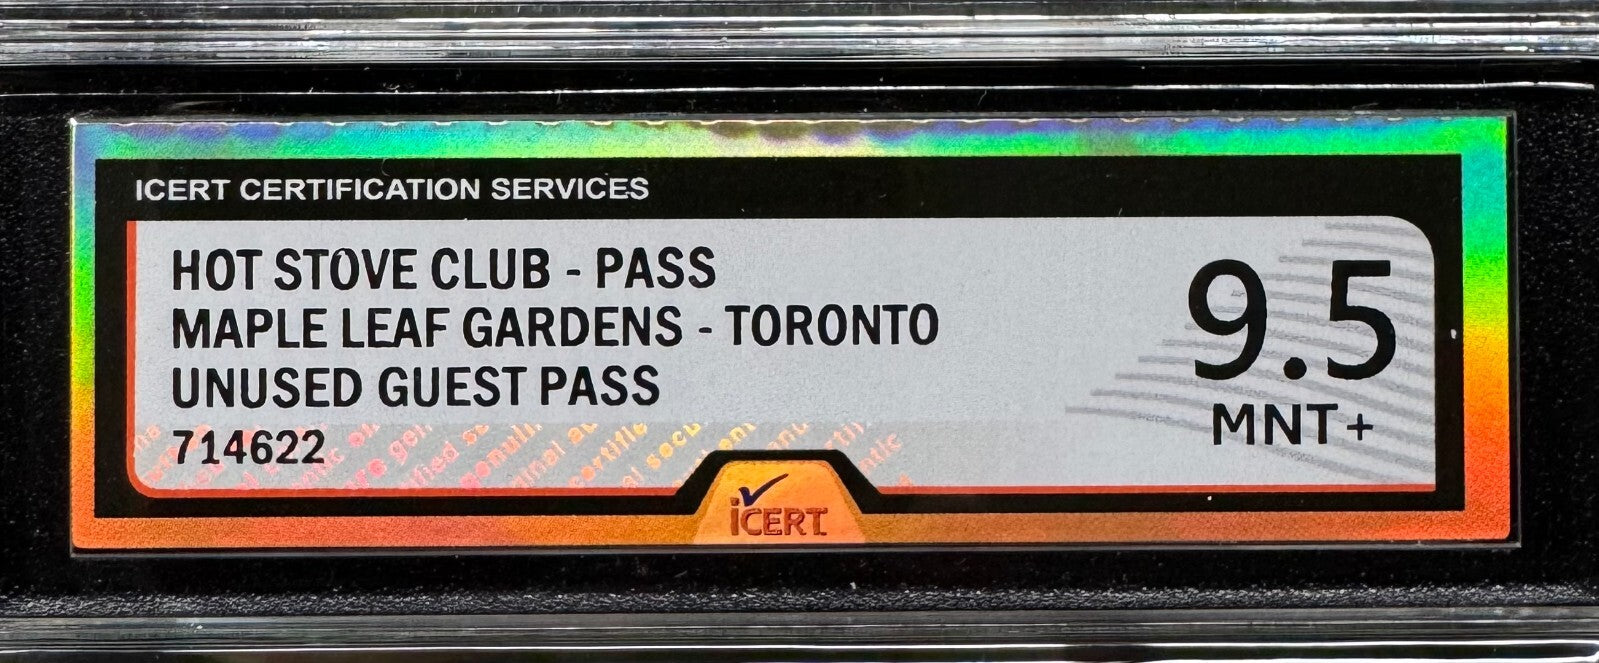 ICERT CERTIFICATION SERVICES
HOT STOVE CLUB - PASS
MAPLE LEAF GARDENS - TORONTO
UNUSED GUEST PASS
714622
9.5
MNT+
iCERT